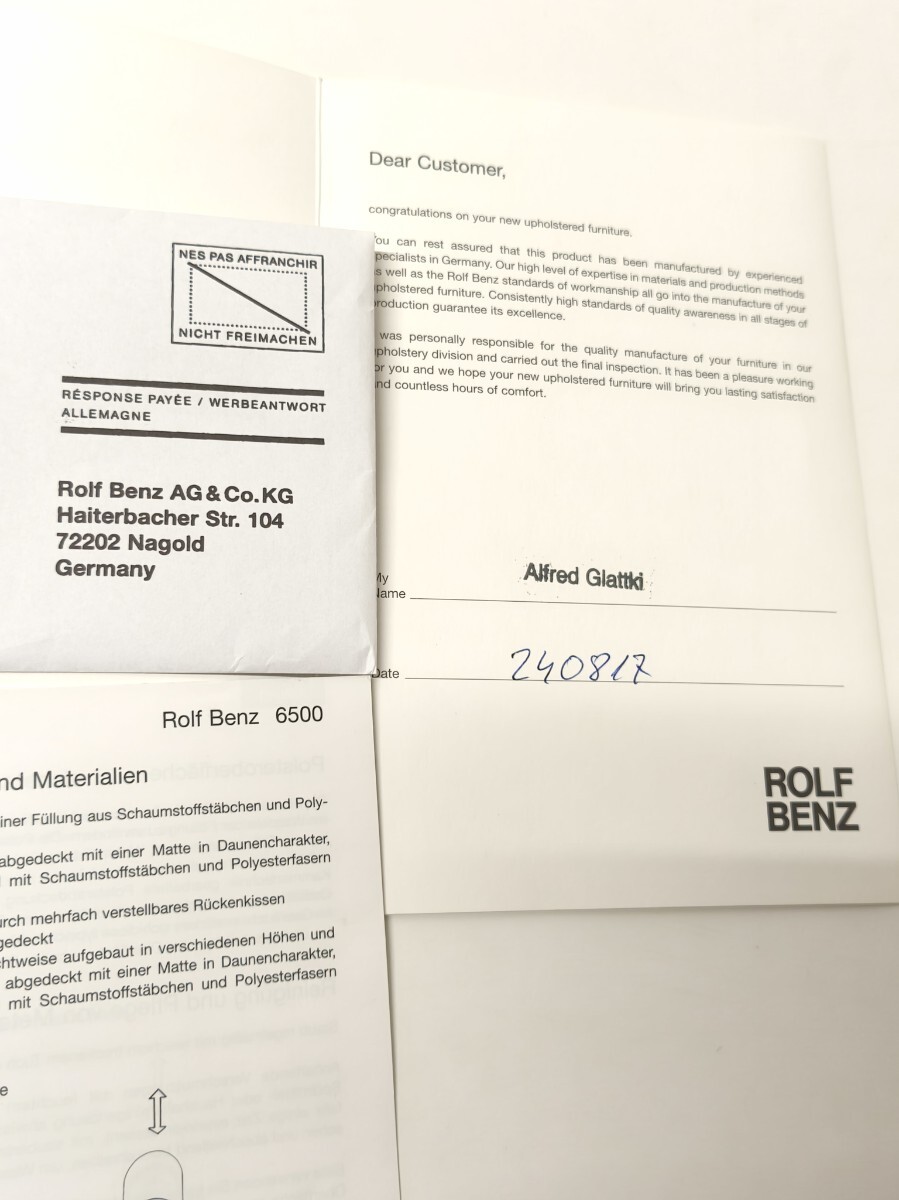 Dear Customer,
congratulations on your new upholstered furniture.
ou can rest assured that this product has been manufactured by experienced
pecialists in Germany. Our high level of expertise in materials and production methods
s well as the Rolf Benz standards of workmanship all go into the manufacture of your
pholstered furniture. Consistently high standards of quality awareness in all stages of
roduction guarantee its excellence.
was personally responsible for the quality manufacture of your furniture in our
pholstery division and carried out the final inspection. It has been a pleasure working
or you and we hope your new upholstered furniture will bring you lasting satisfaction
nd countless hours of comfort.
My
Name Alfred Glattki
Date 240817
ROLF
BENZ
NES PAS AFFRANCHIR
NICHT FREIMACHEN
RÉSPONSE PAYÉE / WERBEANTWORT
ALLEMAGNE
Rolf Benz AG & Co. KG
Haiterbacher Str. 104
72202 Nagold
Germany
Rolf Benz 6500
nd Materialien
iner Füllung aus Schaumstoffstäbchen und Poly-
abgedeckt mit einer Matte in Daunencharakter,
mit Schaumstoffstäbchen und Polyesterfasern
urch mehrfach verstellbares Rückenkissen
gedeckt
chtweise aufgebaut in verschiedenen Höhen und
abgedeckt mit einer Matte in Daunencharakter,
mit Schaumstoffstäbchen und Polyesterfasern
e